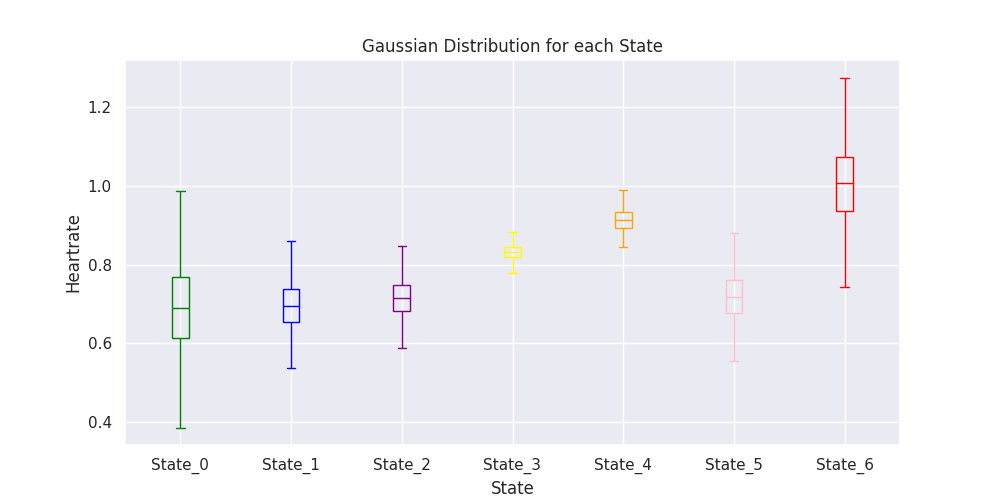 Gaussian Distribution for each State
Heartrate
1.2
1.0
0.8
0.6
0.4
State_0 State_1 State_2 State_3 State_4 State_5 State_6
State